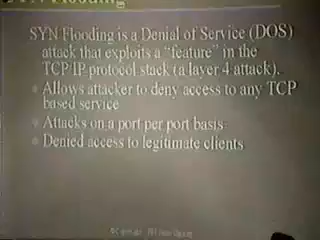 SYN Flooding is a Denial of Service (DOS)
attack that exploits a "feature" in the
TCP/IP protocol stack (a layer 4 attack).
Allows attacker to deny access to any TCP
based service
Attacks on a port per port basis
Denied access to legitimate clients